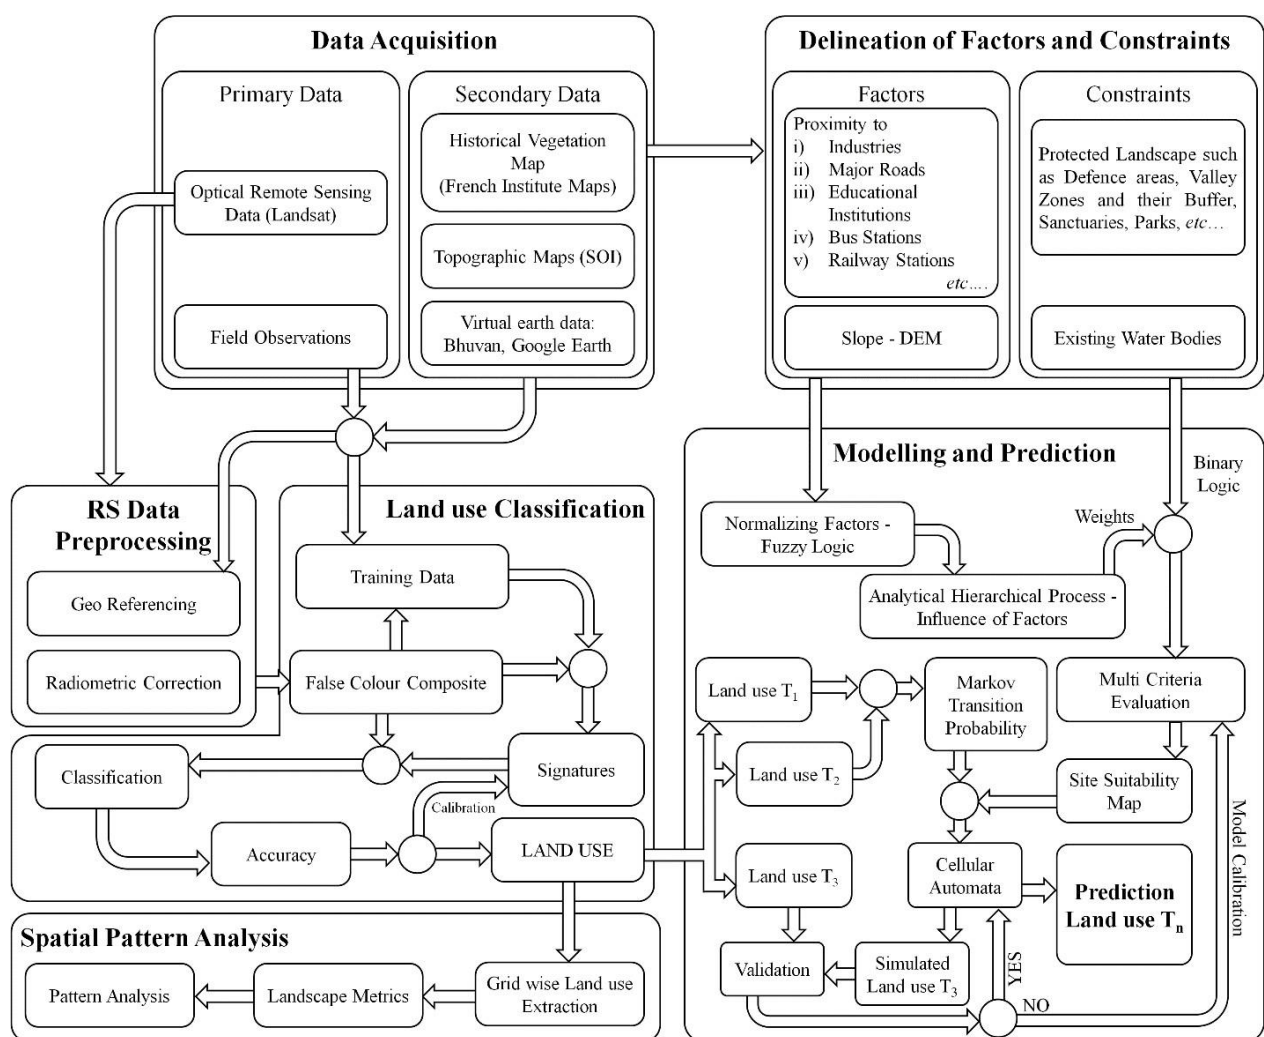 Data Acquisition
Primary Data
Optical Remote Sensing
Data (Landsat)
Field Observations
Secondary Data
Historical Vegetation
Map
(French Institute Maps)
Topographic Maps (SOI)
Virtual earth data:
Bhuvan, Google Earth
Delineation of Factors and Constraints
Factors
Proximity to
i) Industries
ii) Major Roads
iii) Educational
Institutions
iv) Bus Stations
v) Railway Stations
etc....
Slope - DEM
Constraints
Protected Landscape such
as Defence areas, Valley
Zones and their Buffer,
Sanctuaries, Parks, etc...
Existing Water Bodies
RS Data
Preprocessing
Geo Referencing
Radiometric Correction
Land use Classification
Training Data
False Colour Composite
Signatures
Classification
Calibration
Accuracy
LAND USE
Spatial Pattern Analysis
Pattern Analysis
Landscape Metrics
Grid wise Land use
Extraction
Modelling and Prediction
Binary
Logic
Weights
Normalizing Factors -
Fuzzy Logic
Analytical Hierarchical Process -
Influence of Factors
Land use T1
Land use T2
Markov
Transition
Probability
Multi Criteria
Evaluation
Site Suitability
Map
Land use T3
Cellular
Automata
Prediction
Land use Tn
Model Calibration
Validation
Simulated
Land use T3
YES
NO